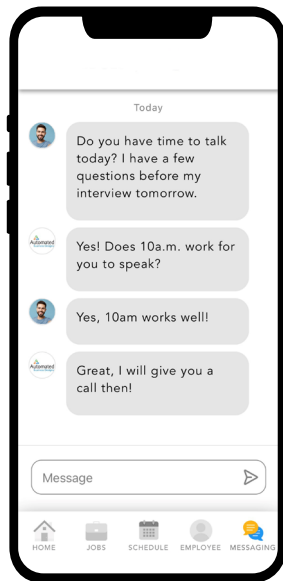 Today
Do you have time to talk
today? I have a few
questions before my
interview tomorrow.
Automated
Yes! Does 10a.m. work for
you to speak?
Yes, 10am works well!
Automated
Great, I will give you a
call then!
Message
HOME JOBS SCHEDULE EMPLOYEE MESSAGING